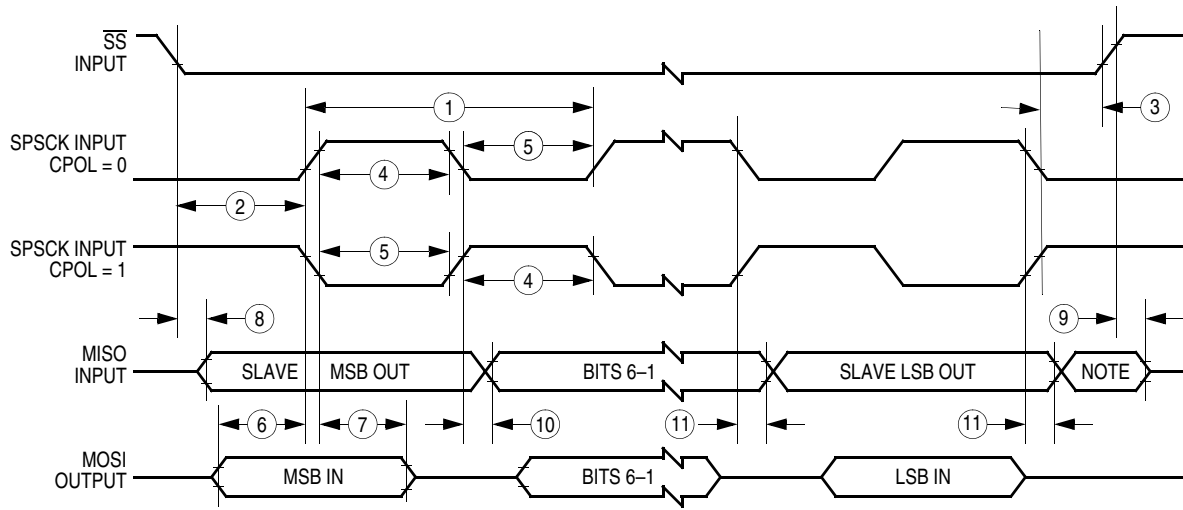 SS
INPUT
1
3
SPSCK INPUT
CPOL = 0
5
4
2
SPSCK INPUT
CPOL = 1
5
4
8
9
MISO
INPUT
SLAVE MSB OUT
BITS 6–1
SLAVE LSB OUT
NOTE
6
7
10
11
11
MOSI
OUTPUT
MSB IN
BITS 6–1
LSB IN